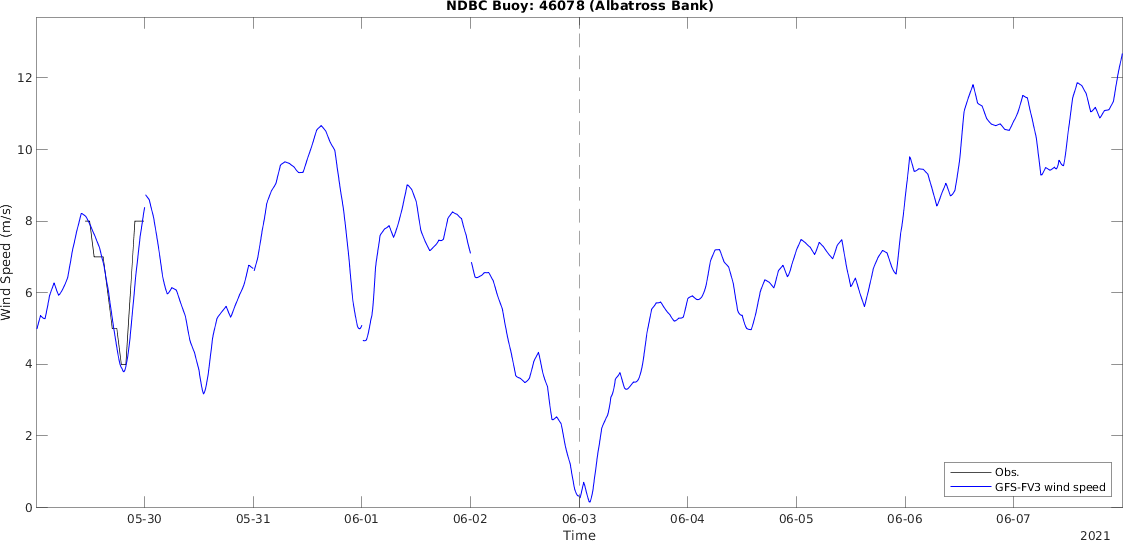 NDBC Buoy: 46078 (Albatross Bank)
Wind Speed (m/s)
12
10
8
6
4
2
0
05-30 05-31 06-01 06-02 06-03 06-04 06-05 06-06 06-07
Time
2021
Obs.
GFS-FV3 wind speed